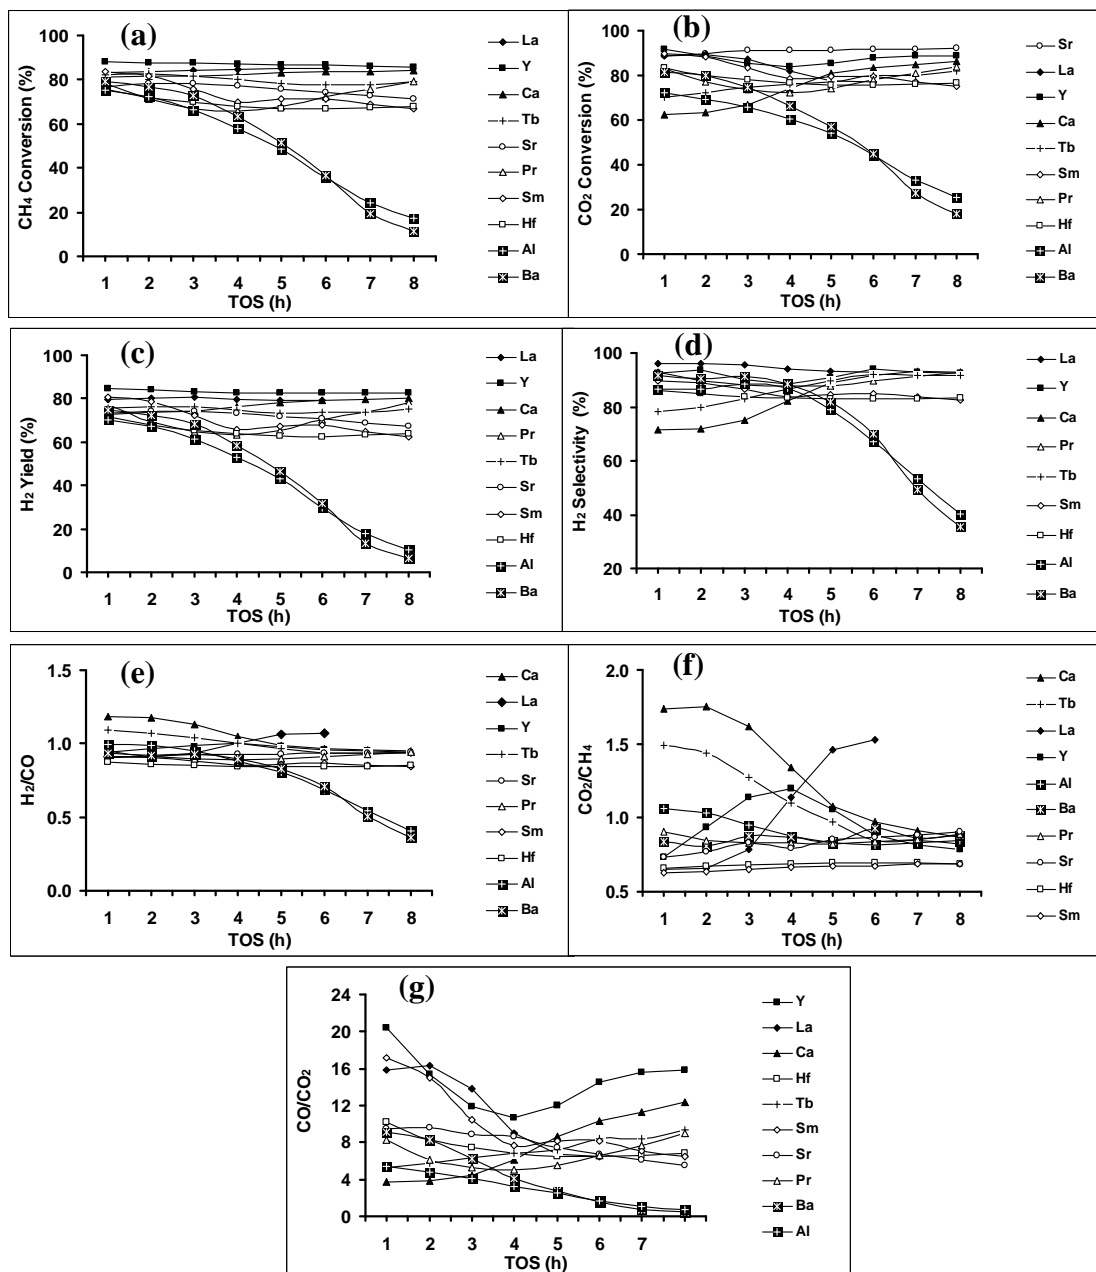 (a)
CH4 Conversion (%)
100
80
60
40
20
0
1 2 3 4 5 6 7 8
TOS (h)
La
Y
Ca
Tb
Sr
Pr
Sm
Hf
Al
Ba
(b)
CO2 Conversion (%)
100
80
60
40
20
0
1 2 3 4 5 6 7 8
TOS (h)
Sr
La
Y
Ca
Tb
Sm
Pr
Hf
Al
Ba
(c)
H2 Yield (%)
100
80
60
40
20
0
1 2 3 4 5 6 7 8
TOS (h)
La
Y
Ca
Pr
Tb
Sr
Sm
Hf
Al
Ba
(d)
H2 Selectivity (%)
100
80
60
40
20
1 2 3 4 5 6 7 8
TOS (h)
La
Y
Ca
Pr
Tb
Sm
Hf
Al
Ba
(e)
H2/CO
1.5
1.0
0.5
0.0
1 2 3 4 5 6 7 8
TOS (h)
Ca
La
Y
Tb
Sr
Pr
Sm
Hf
Al
Ba
(f)
CO2/CH4
2.0
1.5
1.0
0.5
1 2 3 4 5 6 7 8
TOS (h)
Ca
Tb
La
Y
Al
Ba
Pr
Sr
Hf
Sm
(g)
CO/CO2
24
20
16
12
8
4
0
1 2 3 4 5 6 7
TOS (h)
Y
La
Ca
Hf
Tb
Sm
Sr
Pr
Ba
Al